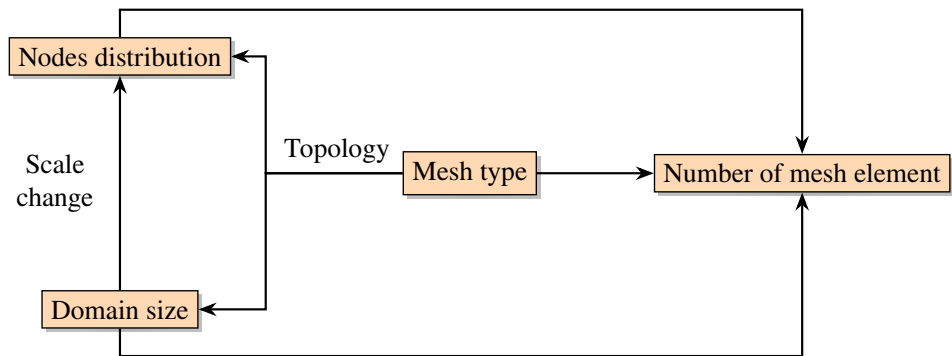 Nodes distribution
Topology
Scale
change
Mesh type
Number of mesh element
Domain size